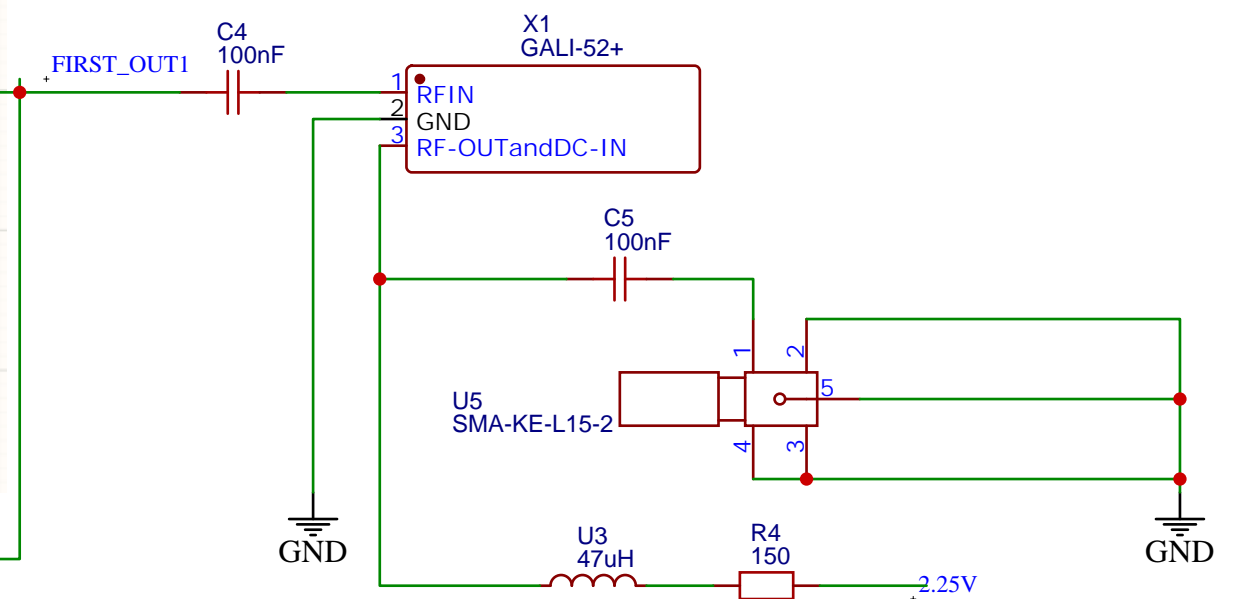 C4
100nF
FIRST_OUT1
X1
GALI-52+
1
RFIN
2
GND
3
RF-OUTandDC-IN
C5
100nF
1
2
5
U5
SMA-KE-L15-2
4
3
GND
GND
U3
47uH
R4
150
2.25V